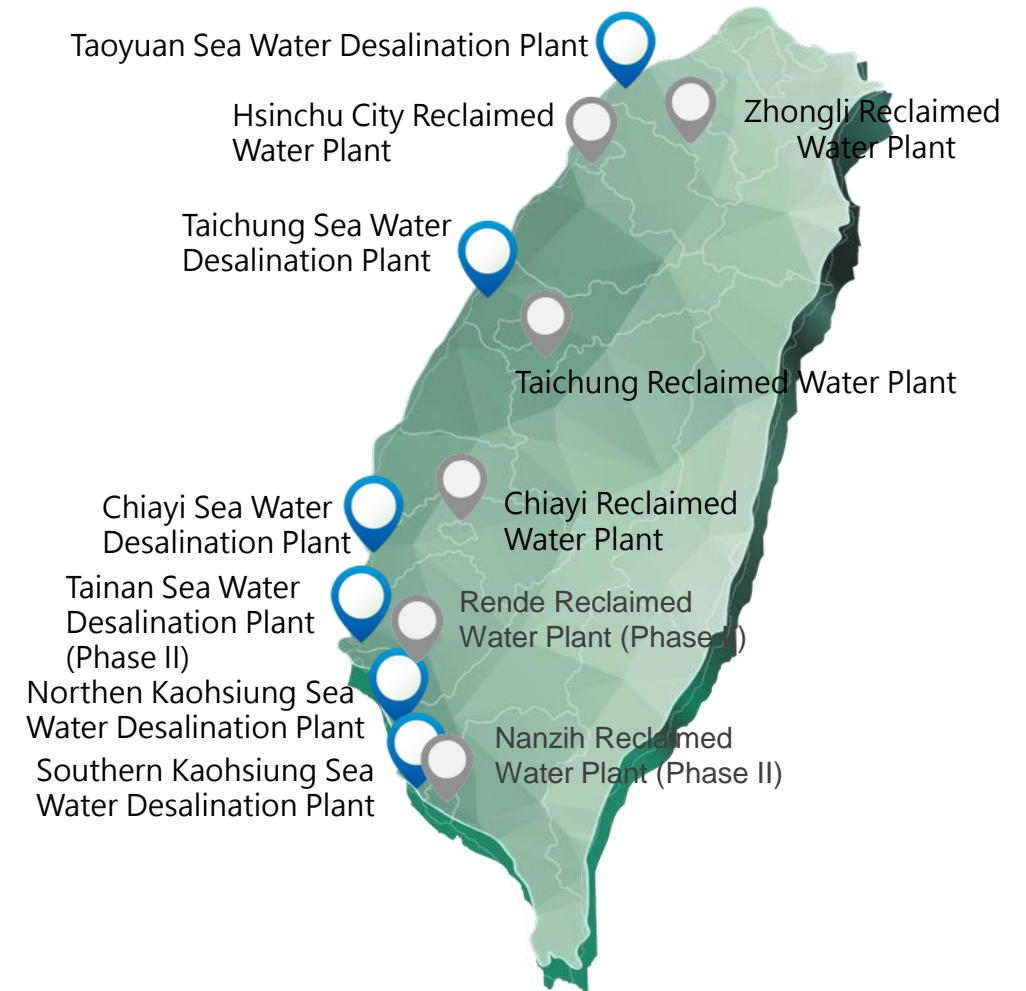 Taoyuan Sea Water Desalination Plant
Hsinchu City Reclaimed
Water Plant
Zhongli Reclaimed
Water Plant
Taichung Sea Water
Desalination Plant
Taichung Reclaimed Water Plant
Chiayi Sea Water
Desalination Plant
Chiayi Reclaimed
Water Plant
Tainan Sea Water
Desalination Plant
(Phase II)
Rende Reclaimed
Water Plant (Phase II)
Northen Kaohsiung Sea
Water Desalination Plant
Southern Kaohsiung Sea
Water Desalination Plant
Nanzih Reclaimed
Water Plant (Phase II)